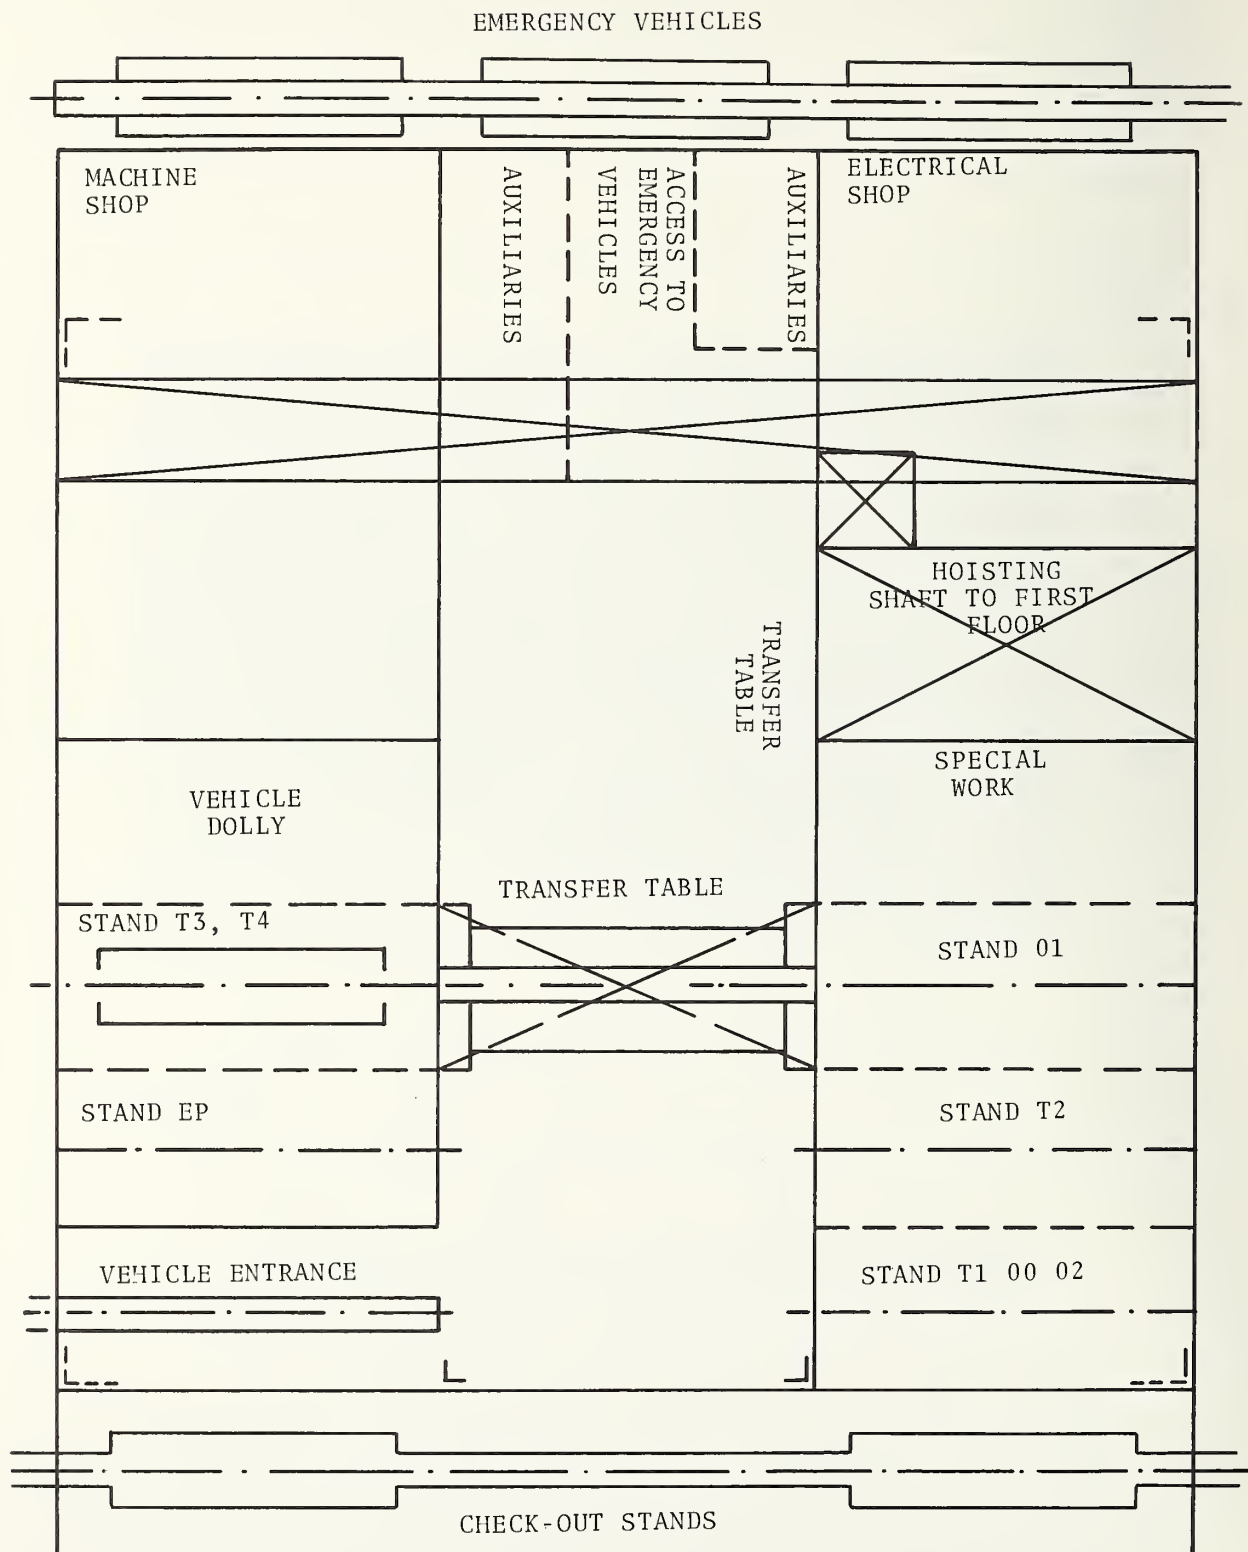 EMERGENCY VEHICLES
MACHINE
SHOP
AUXILIARIES
ACCESS TO
EMERGENCY
VEHICLES
AUXILIARIES
ELECTRICAL
SHOP
HOISTING
SHAFT TO FIRST
FLOOR
TRANSFER
TABLE
SPECIAL
WORK
VEHICLE
DOLLY
TRANSFER TABLE
STAND T3, T4
STAND 01
STAND EP
STAND T2
VEHICLE ENTRANCE
STAND T1 00 02
CHECK-OUT STANDS